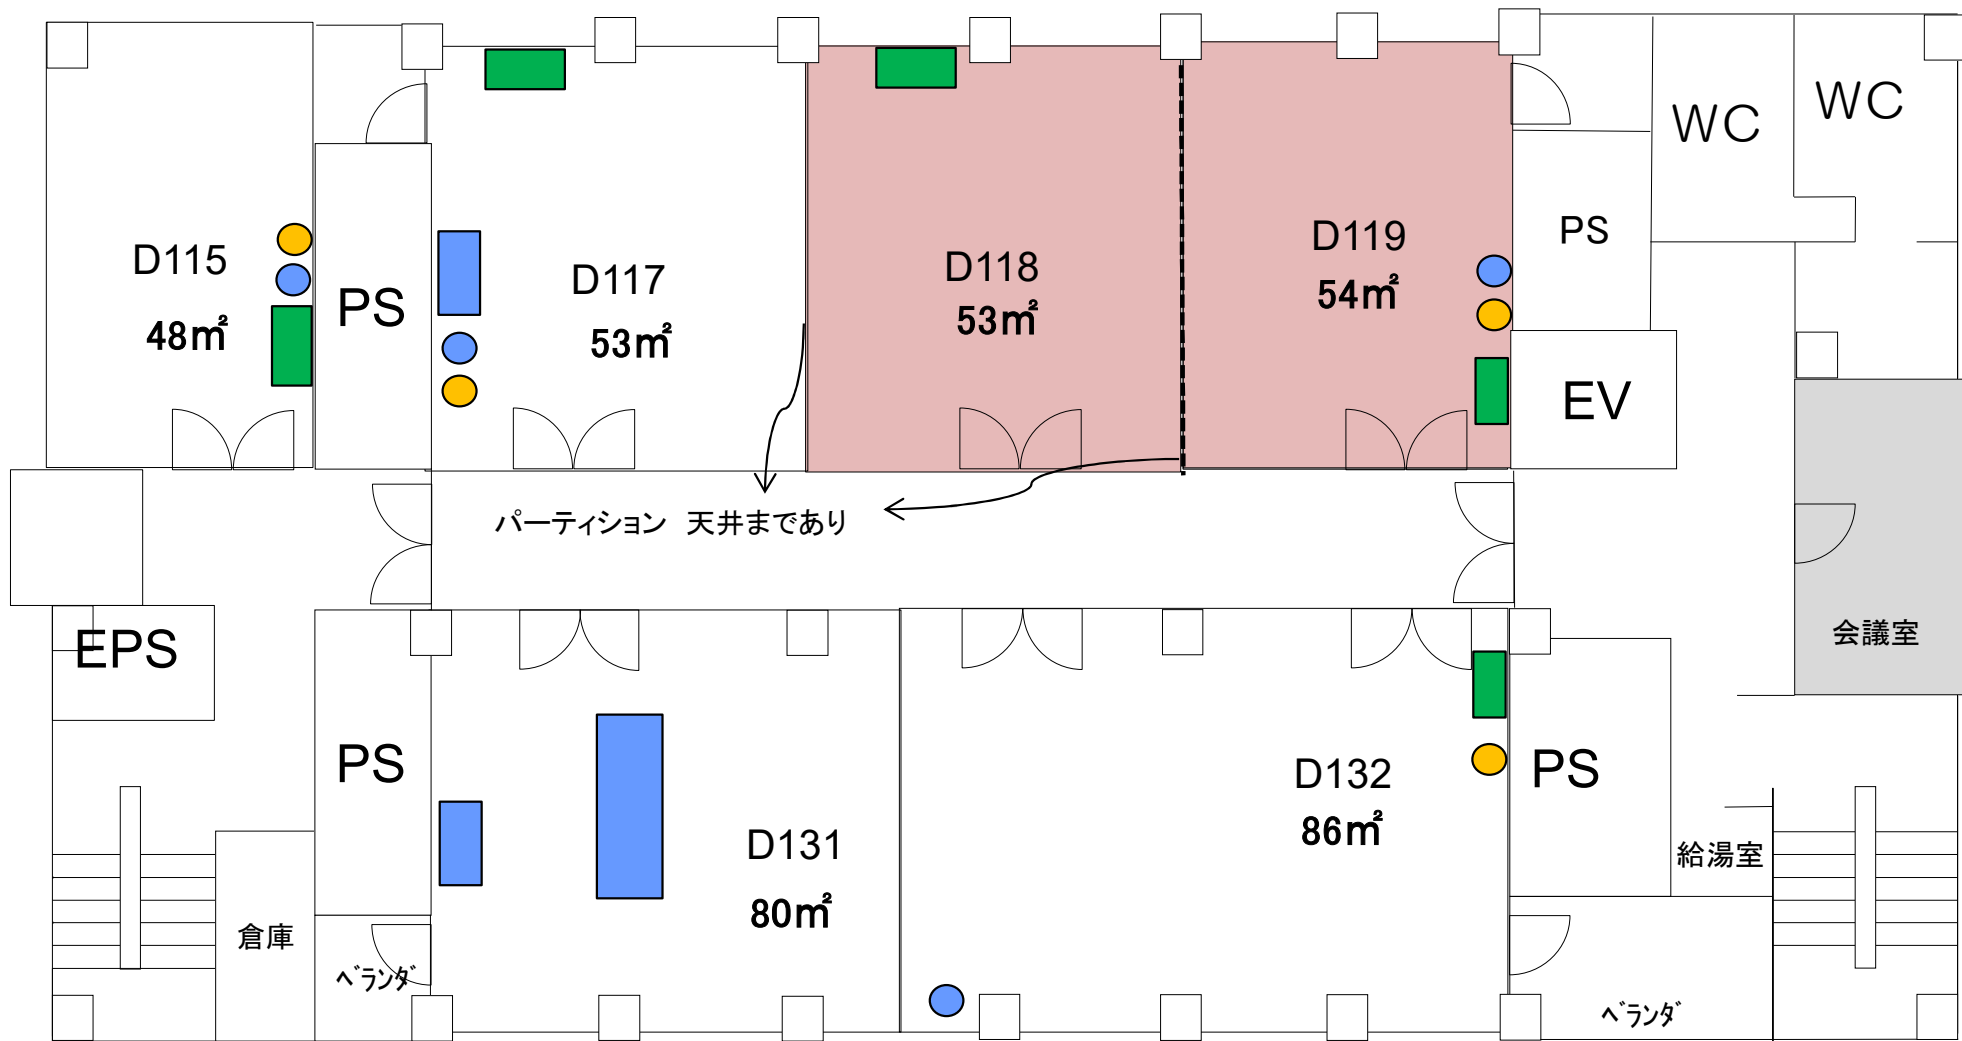 WC
WC
D115
48㎡
PS
D117
53㎡
D118
53㎡
D119
54㎡
PS
EV
パーティション 天井まであり
会議室
EPS
PS
D131
80㎡
D132
86㎡
PS
給湯室
倉庫
ﾍﾞﾗﾝﾀﾞ
ﾍﾞﾗﾝﾀﾞ